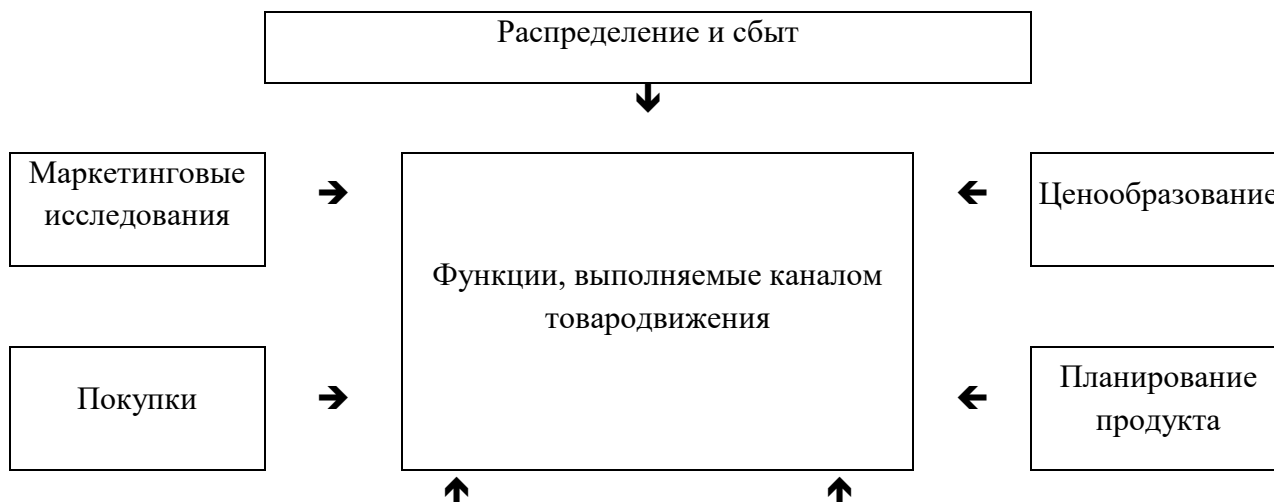 Распределение и сбыт
Маркетинговые
исследования
Ценообразование
Функции, выполняемые каналом
товародвижения
Покупки
Планирование
продукта